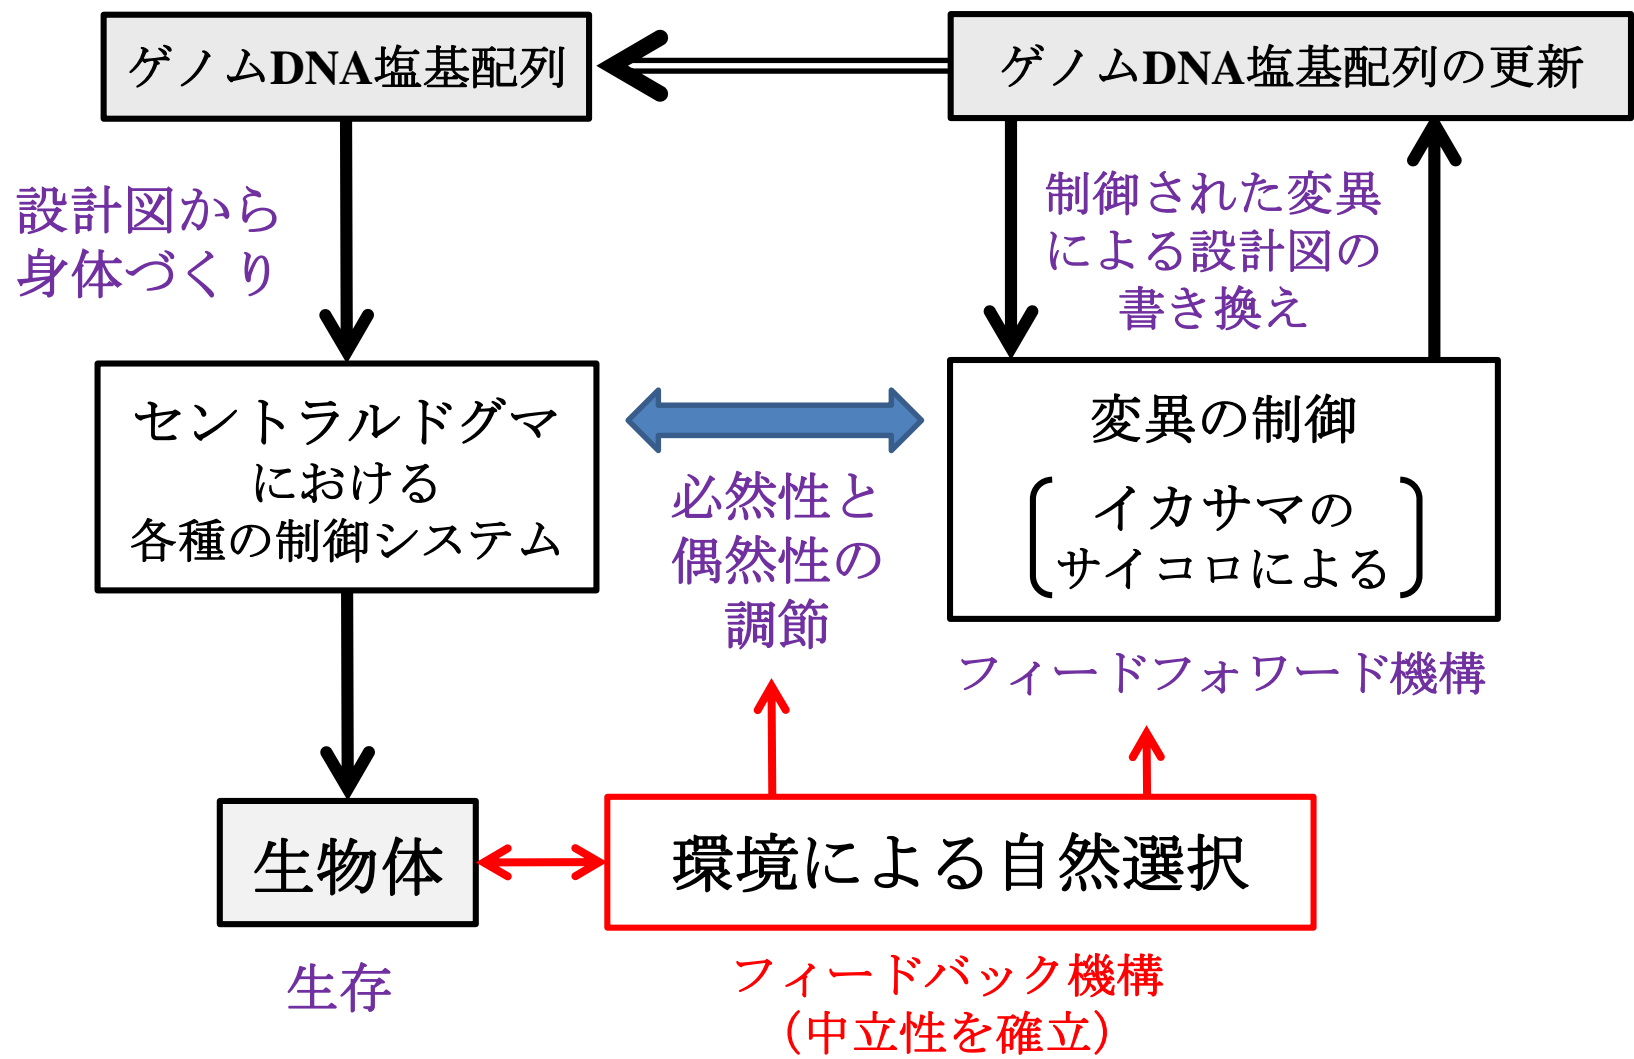 ゲノムDNA塩基配列
ゲノムDNA塩基配列の更新
設計図から
身体づくり
制御された変異
による設計図の
書き換え
セントラルドグマ
における
各種の制御システム
必然性と
偶然性の
調節
変異の制御
イカサマの
サイコロによる
フィードフォワード機構
生物体
環境による自然選択
生存
フィードバック機構
（中立性を確立）